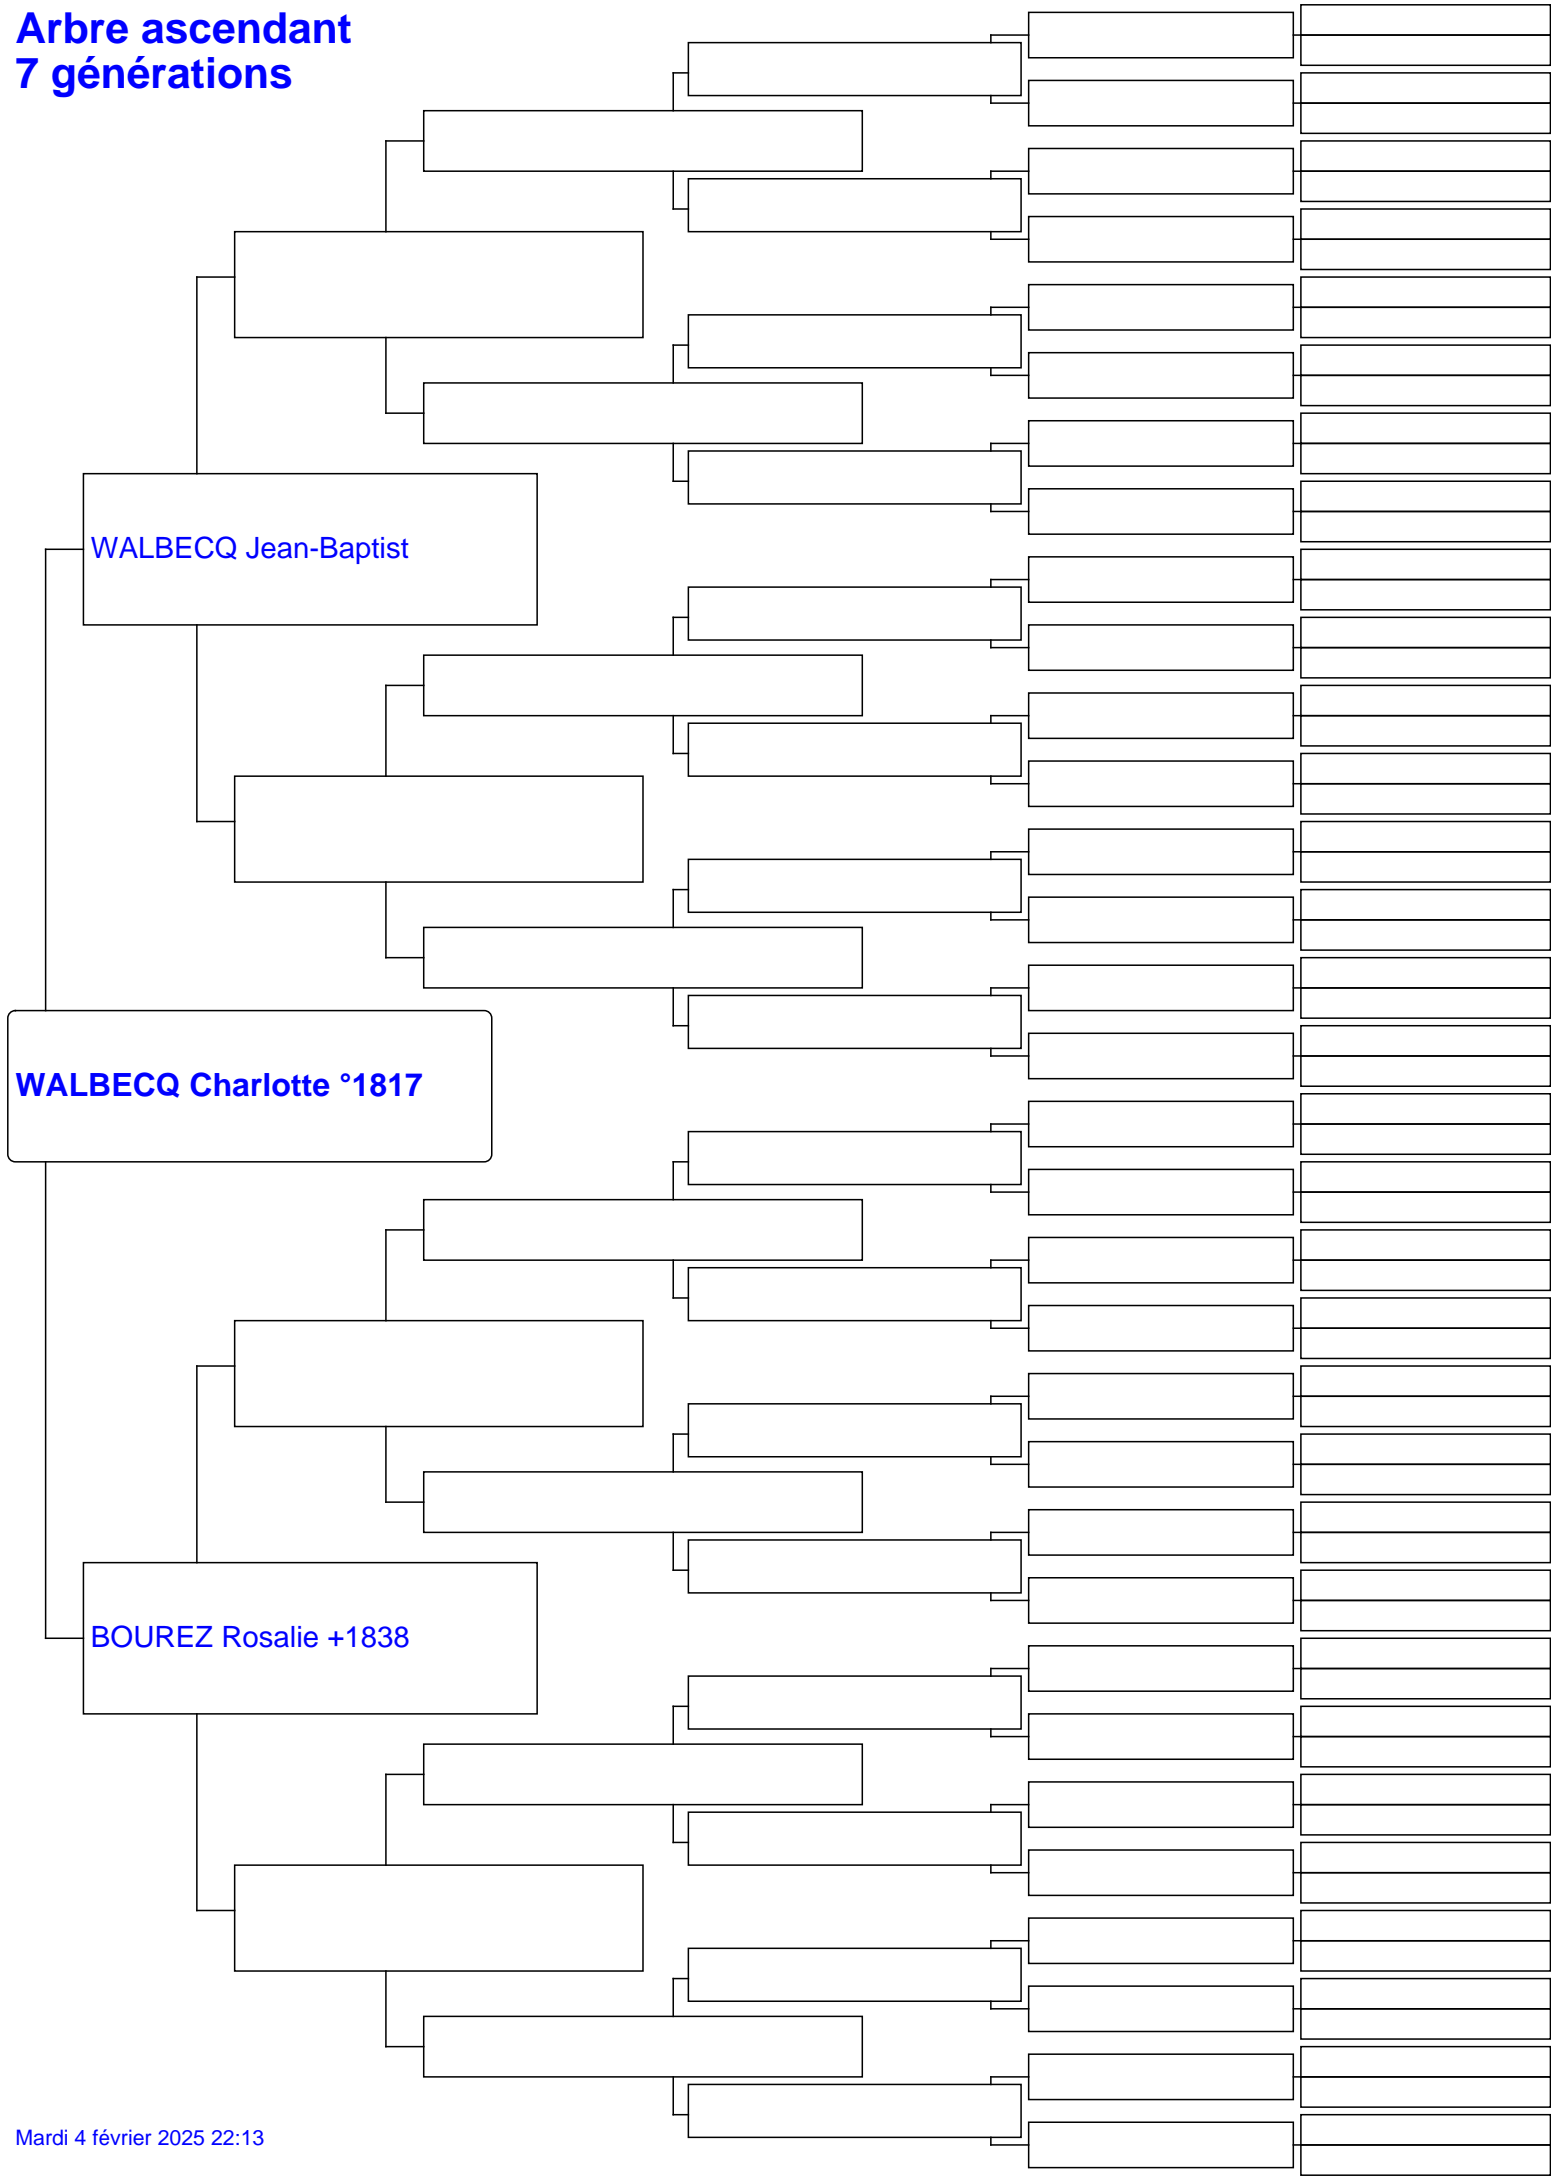 Arbre ascendant
7 générations
WALBECQ Jean-Baptist
WALBECQ Charlotte °1817
BOUREZ Rosalie +1838
Mardi 4 février 2025 22:13